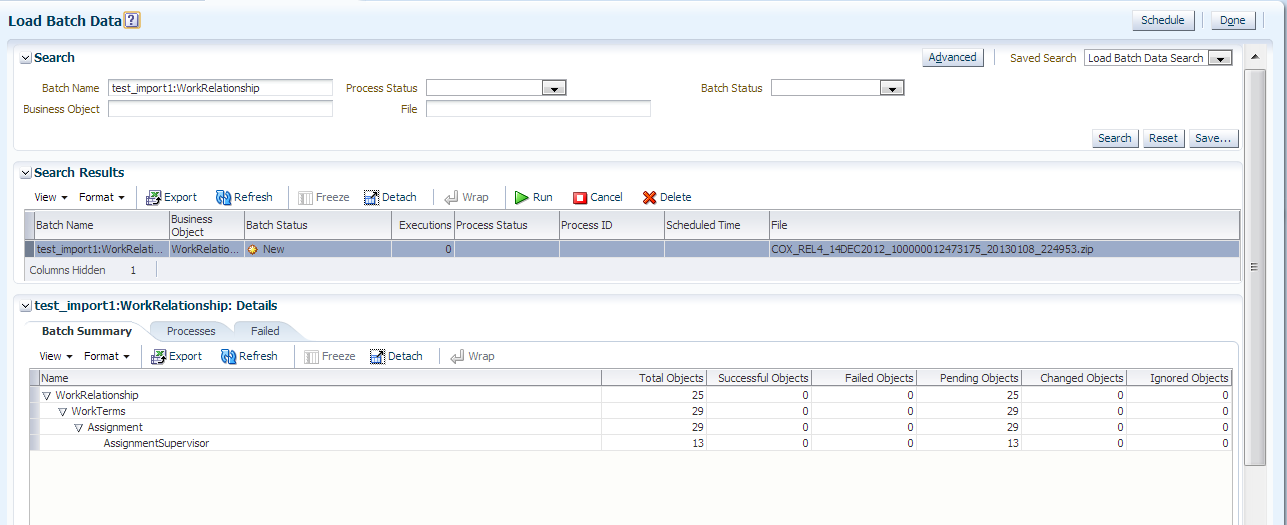 Load Batch Data ?
Schedule Done
Search
Advanced Saved Search Load Batch Data Search
Batch Name test_import1:WorkRelationship Process Status Batch Status
Business Object File
Search Reset Save...
Search Results
View Format Export Refresh Freeze Detach Wrap Run Cancel Delete
Batch Name Business Object Batch Status Executions Process Status Process ID Scheduled Time File
test_import1:WorkRelati... WorkRelatio... New 0 COX_REL4_14DEC2012_100000012473175_20130108_224953.zip
Columns Hidden 1
test_import1:WorkRelationship: Details
Batch Summary Processes Failed
View Format Export Refresh Freeze Detach Wrap
Name Total Objects Successful Objects Failed Objects Pending Objects Changed Objects Ignored Objects
WorkRelationship 25 0 0 25 0 0
WorkTerms 29 0 0 29 0 0
Assignment 29 0 0 29 0 0
AssignmentSupervisor 13 0 0 13 0 0